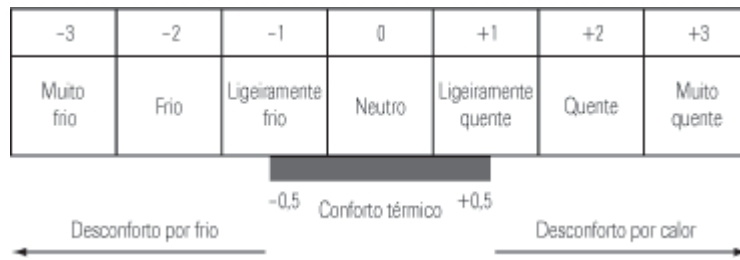 −3 −2 −1 0 +1 +2 +3
Muito frio Frio Ligeiramente frio Neutro Ligeiramente quente Quente Muito quente
−0,5 Conforto térmico +0,5
Desconforto por frio Desconforto por calor